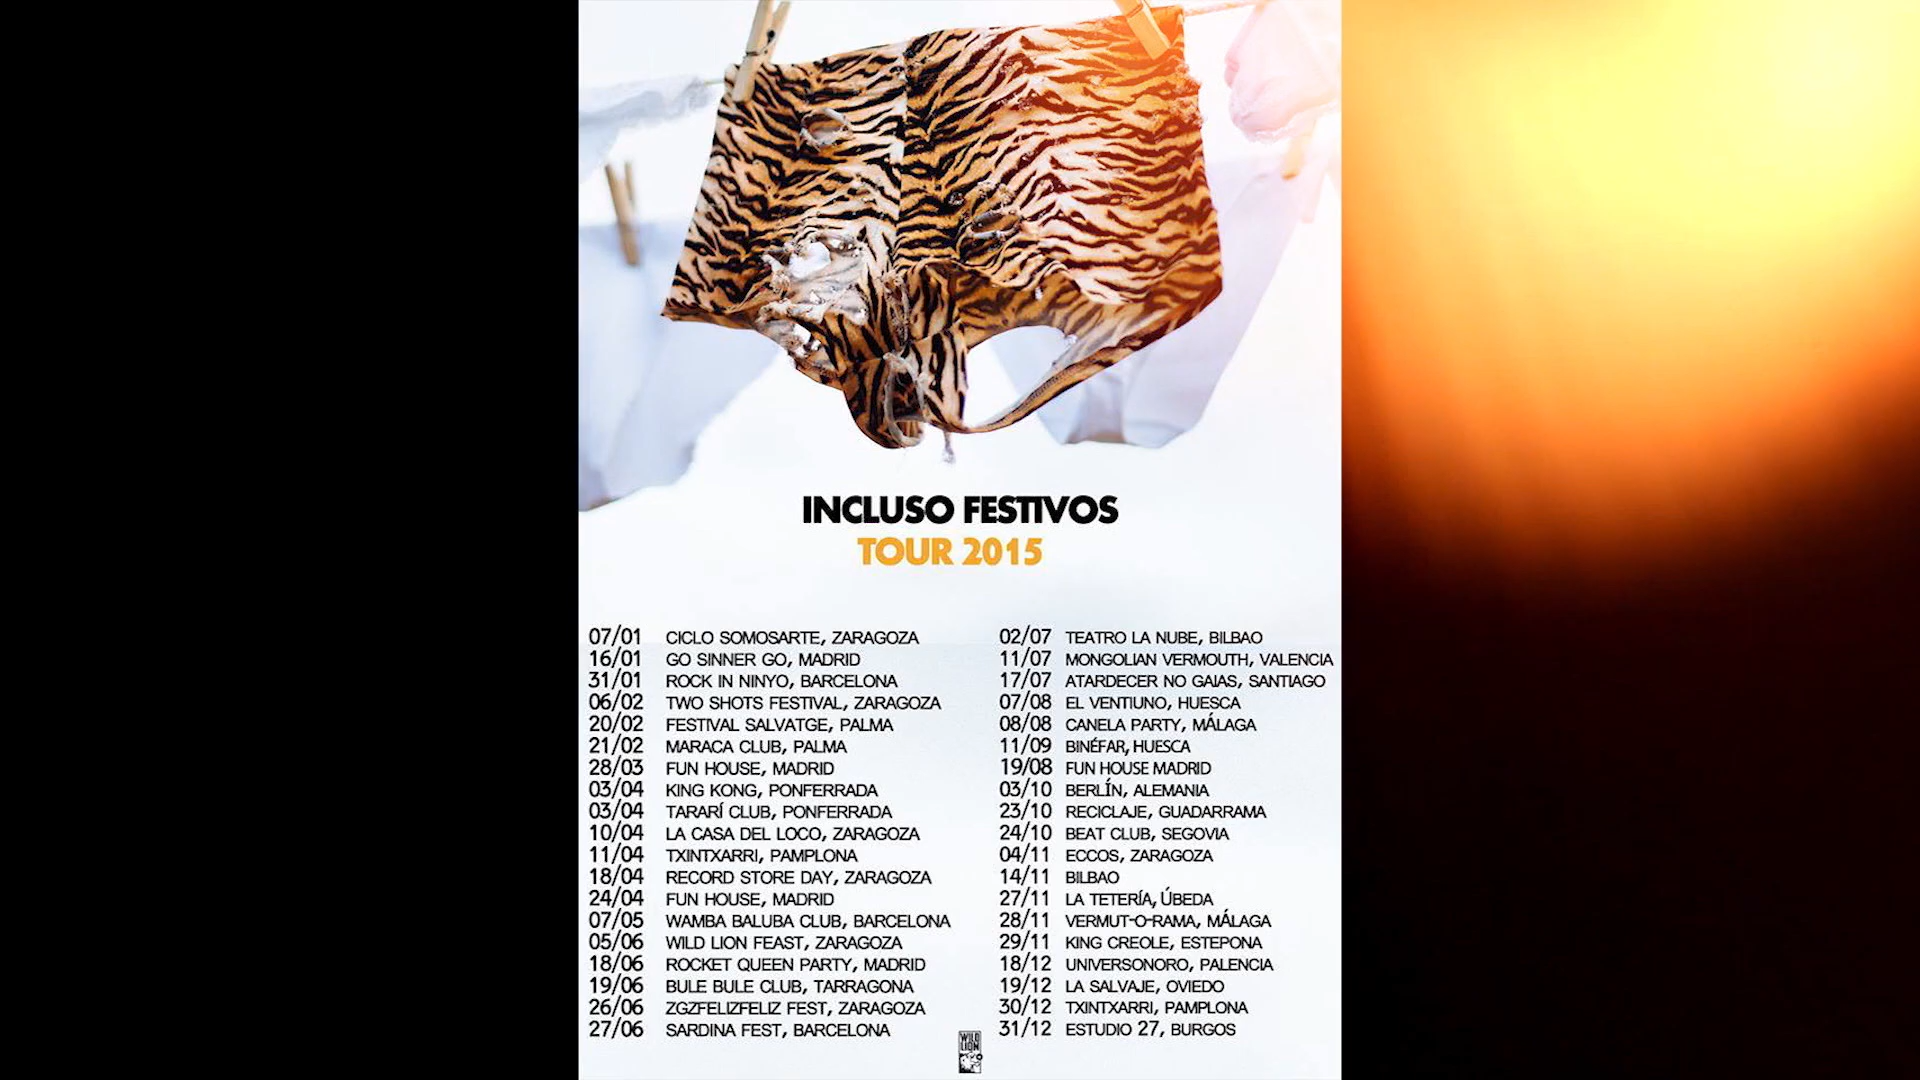 INCLUSO FESTIVOS
TOUR 2015
07/01 CICLO SOMOSARTE, ZARAGOZA
16/01 GO SINNER GO, MADRID
31/01 ROCK IN NINYO, BARCELONA
06/02 TWO SHOTS FESTIVAL, ZARAGOZA
20/02 FESTIVAL SALVATGE, PALMA
21/02 MARACA CLUB, PALMA
28/03 FUN HOUSE, MADRID
03/04 KING KONG, PONFERRADA
03/04 TARARÍ CLUB, PONFERRADA
10/04 LA CASA DEL LOCO, ZARAGOZA
11/04 TXINTXARRI, PAMPLONA
18/04 RECORD STORE DAY, ZARAGOZA
24/04 FUN HOUSE, MADRID
07/05 WAMBA BALUBA CLUB, BARCELONA
05/06 WILD LION FEAST, ZARAGOZA
18/06 ROCKET QUEEN PARTY, MADRID
19/06 BULE BULE CLUB, TARRAGONA
26/06 ZGZFELIZFELIZ FEST, ZARAGOZA
27/06 SARDINA FEST, BARCELONA
02/07 TEATRO LA NUBE, BILBAO
11/07 MONGOLIAN VERMOUTH, VALENCIA
17/07 ATARDECER NO GAIAS, SANTIAGO
07/08 EL VENTIUNO, HUESCA
08/08 CANELA PARTY, MÁLAGA
11/09 BINÉFAR, HUESCA
19/08 FUN HOUSE MADRID
03/10 BERLÍN, ALEMANIA
23/10 RECICLAJE, GUADARRAMA
24/10 BEAT CLUB, SEGOVIA
04/11 ECCOS, ZARAGOZA
14/11 BILBAO
27/11 LA TETERÍA, ÚBEDA
28/11 VERMUT-O-RAMA, MÁLAGA
29/11 KING CREOLE, ESTEPONA
18/12 UNIVERSONORO, PALENCIA
19/12 LA SALVAJE, OVIEDO
30/12 TXINTXARRI, PAMPLONA
31/12 ESTUDIO 27, BURGOS
WILD
LION